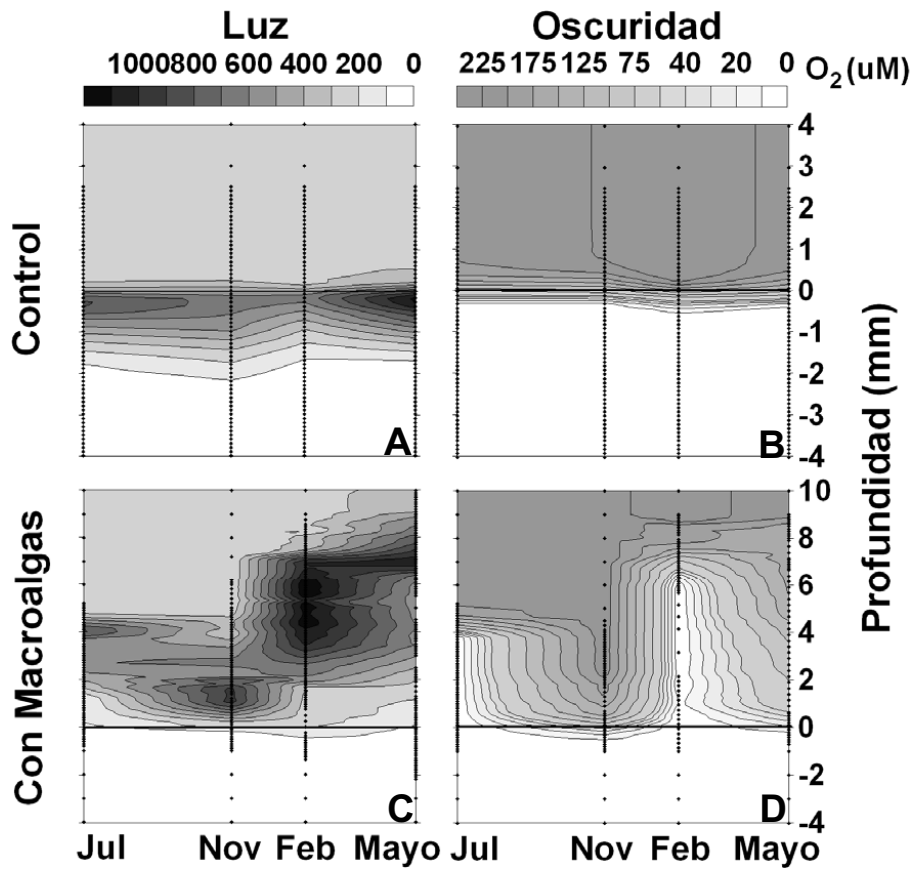 Luz
Oscuridad
1000 800 600 400 200 0
225 175 125 75 40 20 0 O2 (uM)
Control
Con Macroalgas
4
3
2
1
0
-1
-2
-3
-4
A
B
Profundidad (mm)
10
8
6
4
2
0
-2
-4
C
D
Jul Nov Feb Mayo
Jul Nov Feb Mayo